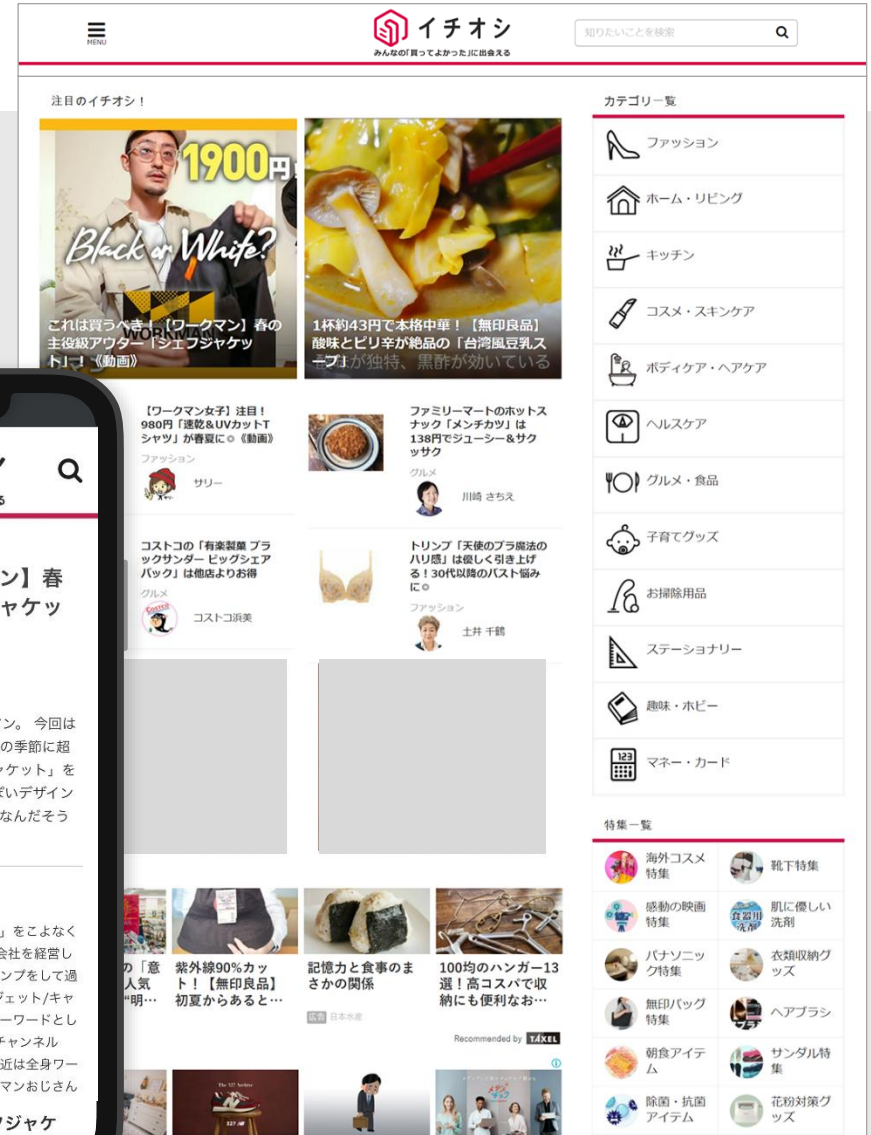 MENU
イチオシ
みんなの「買ってよかった」に出会える
知りたいことを検索
注目のイチオシ！
1900円
Black or White?
WORKMAN
これは買うべき！【ワークマン】春の
主役級アウター「シェフジャケッ
ト」！《動画》
1杯約43円で本格中華！【無印良品】
酸味とピリ辛が絶品の「台湾風豆乳ス
ープ」
が独特、黒酢が効いている
【ワークマン女子】注目！
980円「速乾＆UVカットT
シャツ」が春夏に◎《動画》
ファッション
サリー
ファミリーマートのホットス
ナック「メンチカツ」は
138円でジューシー＆サク
ッサク
グルメ
川崎 さちえ
コストコの「有楽製菓 ブラ
ックサンダー ビッグシェア
パック」は他店よりお得
グルメ
コストコ浜美
トリンプ「天使のブラ魔法の
ハリ感」は優しく引き上げ
る！30代以降のバスト悩み
に◎
ファッション
土井 千鶴
の「意
人気
“明…
紫外線90%カッ
ト！【無印良品】
初夏からあると…
記憶力と食事のま
さかの関係
広告 日本水産
100均のハンガー13
選！高コスパで収
納にも便利なお…
Recommended by TAXEL
The 327 Archive
327
カテゴリ一覧
ファッション
ホーム・リビング
キッチン
コスメ・スキンケア
ボディケア・ヘアケア
ヘルスケア
グルメ・食品
子育てグッズ
お掃除用品
ステーショナリー
趣味・ホビー
123
マネー・カード
特集一覧
海外コスメ
特集
靴下特集
感動の映画
特集
食器用
洗剤
肌に優しい
洗剤
パナソニッ
ク特集
衣類収納グ
ッズ
無印バッグ
特集
ヘアブラシ
朝食アイテ
ム
サンダル特
集
除菌・抗菌
アイテム
花粉対策グ
ッズ
る
ン】春
ャケッ
ン。 今回は
の季節に超
ャケット」を
ぽいデザイン
なんだそう
」をこよなく
会社を経営し
ンプをして過
ジェット/キャ
ーワードとし
チャンネル
近は全身ワー
マンおじさん
フジャケ